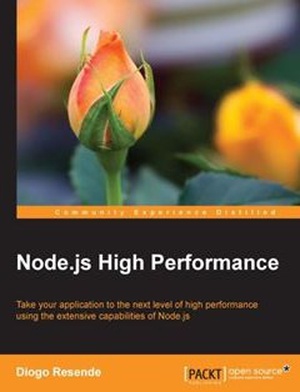 Community Experience Distilled
Node.js High Performance
Take your application to the next level of high performance
using the extensive capabilities of Node.js
Diogo Resende
PACKT
PUBLISHING
open source